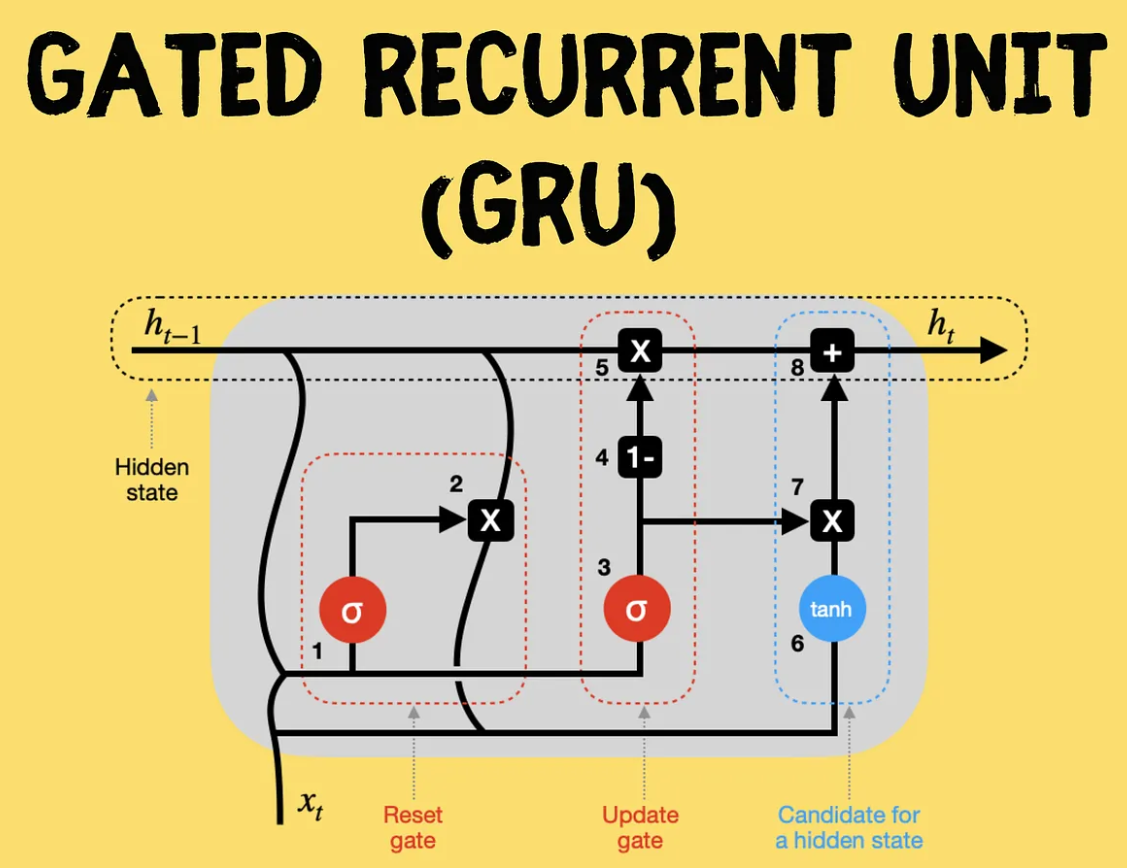 GATED RECURRENT UNIT
(GRU)
h_{t-1}
h_t
X
5
8
+
Hidden
state
4
1-
2
7
X
X
3
σ
σ
tanh
1
6
x_t
Reset
gate
Update
gate
Candidate for
a hidden state